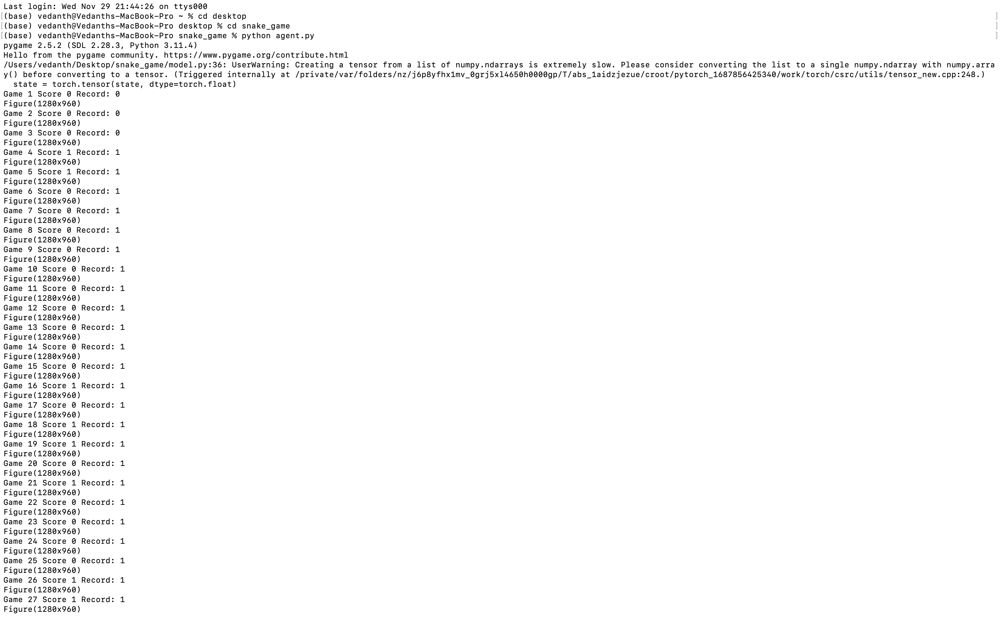 Last login: Wed Nov 29 21:44:26 on ttys000
[(base) vedanth@Vedanths-MacBook-Pro ~ % cd desktop ]
[(base) vedanth@Vedanths-MacBook-Pro desktop % cd snake_game ]
[(base) vedanth@Vedanths-MacBook-Pro snake_game % python agent.py ]
pygame 2.5.2 (SDL 2.28.3, Python 3.11.4)
Hello from the pygame community. https://www.pygame.org/contribute.html
/Users/vedanth/Desktop/snake_game/model.py:36: UserWarning: Creating a tensor from a list of numpy.ndarrays is extremely slow. Please consider converting the list to a single numpy.ndarray with numpy.arra
y() before converting to a tensor. (Triggered internally at /private/var/folders/nz/j6p8yfhx1mv_0grj5xl4650h0000gp/T/abs_1aidzjezue/croot/pytorch_1687856425340/work/torch/csrc/utils/tensor_new.cpp:248.)
  state = torch.tensor(state, dtype=torch.float)
Game 1 Score 0 Record: 0
Figure(1280x960)
Game 2 Score 0 Record: 0
Figure(1280x960)
Game 3 Score 0 Record: 0
Figure(1280x960)
Game 4 Score 1 Record: 1
Figure(1280x960)
Game 5 Score 1 Record: 1
Figure(1280x960)
Game 6 Score 0 Record: 1
Figure(1280x960)
Game 7 Score 0 Record: 1
Figure(1280x960)
Game 8 Score 0 Record: 1
Figure(1280x960)
Game 9 Score 0 Record: 1
Figure(1280x960)
Game 10 Score 0 Record: 1
Figure(1280x960)
Game 11 Score 0 Record: 1
Figure(1280x960)
Game 12 Score 0 Record: 1
Figure(1280x960)
Game 13 Score 0 Record: 1
Figure(1280x960)
Game 14 Score 0 Record: 1
Figure(1280x960)
Game 15 Score 0 Record: 1
Figure(1280x960)
Game 16 Score 1 Record: 1
Figure(1280x960)
Game 17 Score 0 Record: 1
Figure(1280x960)
Game 18 Score 1 Record: 1
Figure(1280x960)
Game 19 Score 1 Record: 1
Figure(1280x960)
Game 20 Score 0 Record: 1
Figure(1280x960)
Game 21 Score 1 Record: 1
Figure(1280x960)
Game 22 Score 0 Record: 1
Figure(1280x960)
Game 23 Score 0 Record: 1
Figure(1280x960)
Game 24 Score 0 Record: 1
Figure(1280x960)
Game 25 Score 0 Record: 1
Figure(1280x960)
Game 26 Score 1 Record: 1
Figure(1280x960)
Game 27 Score 1 Record: 1
Figure(1280x960)